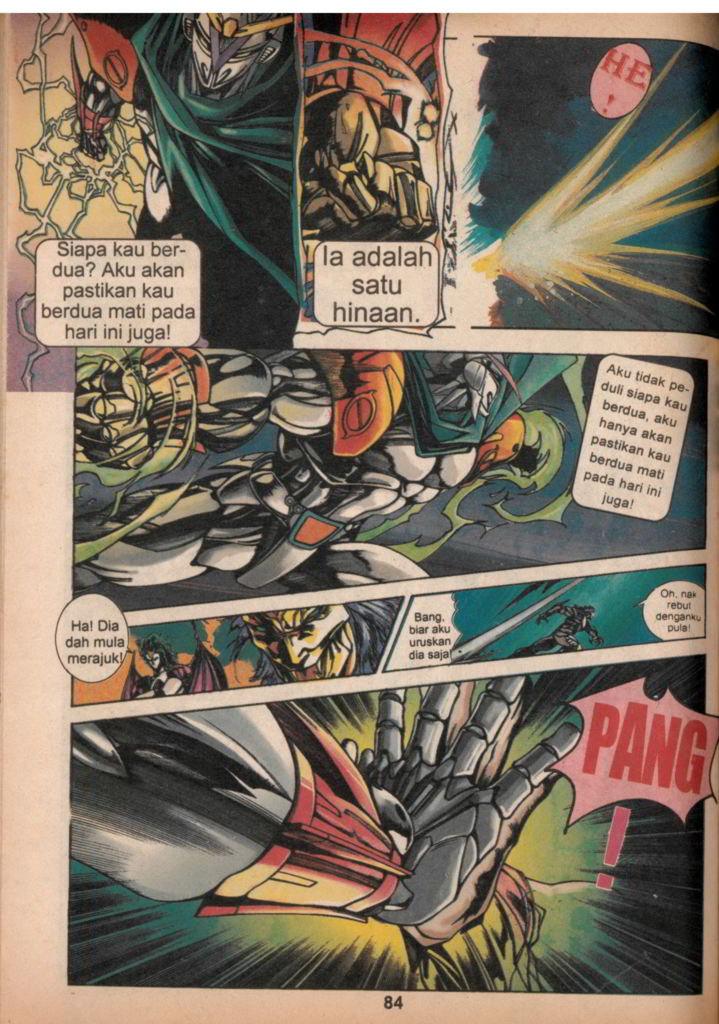 Siapa kau ber-
dua? Aku akan
pastikan kau
berdua mati pada
hari ini juga!
Ia adalah
satu
hinaan.
HE
!
Aku tidak pe-
duli siapa kau
berdua, aku
hanya akan
pastikan kau
berdua mati
pada hari ini
juga!
Ha! Dia
dah mula
merajuk!
Bang,
biar aku
uruskan
dia saja!
Oh, nak
rebut
denganku
pula!
PANG
!
84